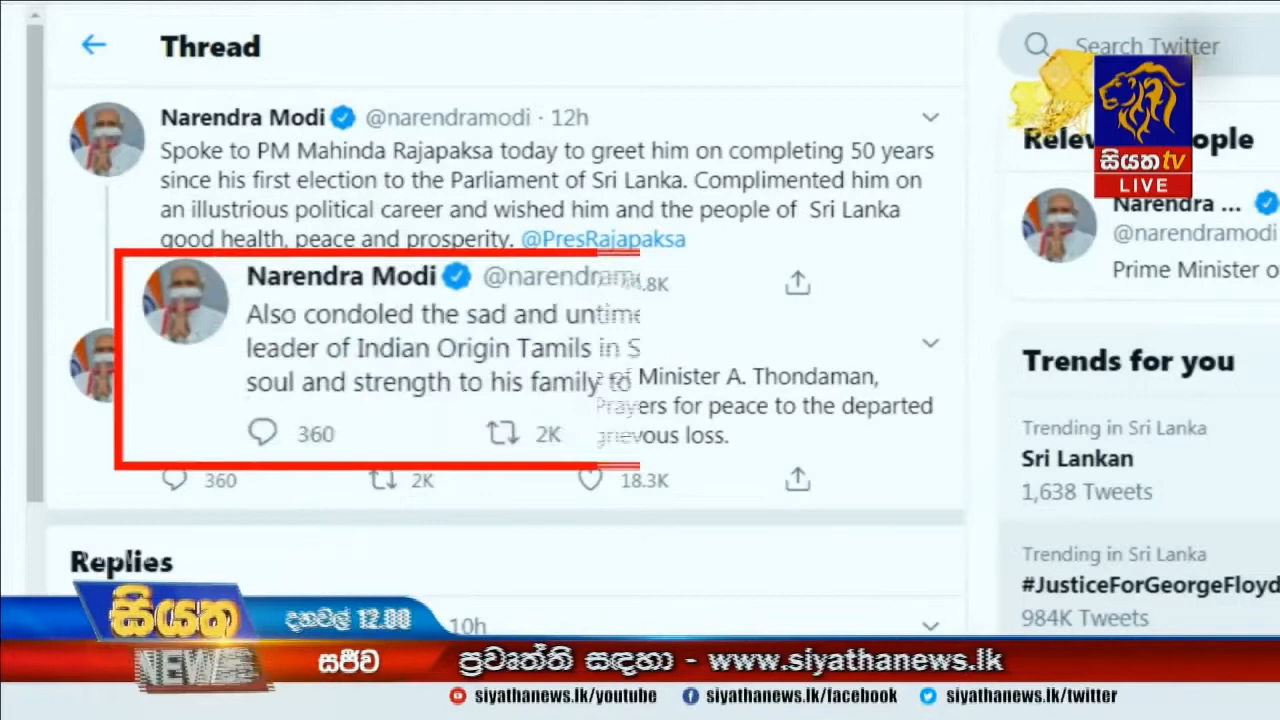 Thread
Search Twitter
Narendra Modi @narendramodi · 12h
Spoke to PM Mahinda Rajapaksa today to greet him on completing 50 years
since his first election to the Parliament of Sri Lanka. Complimented him on
an illustrious political career and wished him and the people of Sri Lanka
good health, peace and prosperity. @PresRajapaksa
Narendra Modi
Also condoled the sad and
leader of Indian Origin Tamils in
soul and strength to his family to
360 2K
Minister A. Thondaman,
Prayers for peace to the departed
grievous loss.
360 2K 18.3K
Replies
10h
සියත tv
LIVE
Narendra ...
@narendramodi
Prime Minister
Trends for you
Trending in Sri Lanka
Sri Lankan
1,638 Tweets
Trending in Sri Lanka
#JusticeForGeorgeFloyd
984K Tweets
සියත
NEWS
දහවල් 12.00
සජීව
ප්‍රවෘත්ති සඳහා - www.siyathanews.lk
siyathanews.lk/youtube siyathanews.lk/facebook siyathanews.lk/twitter